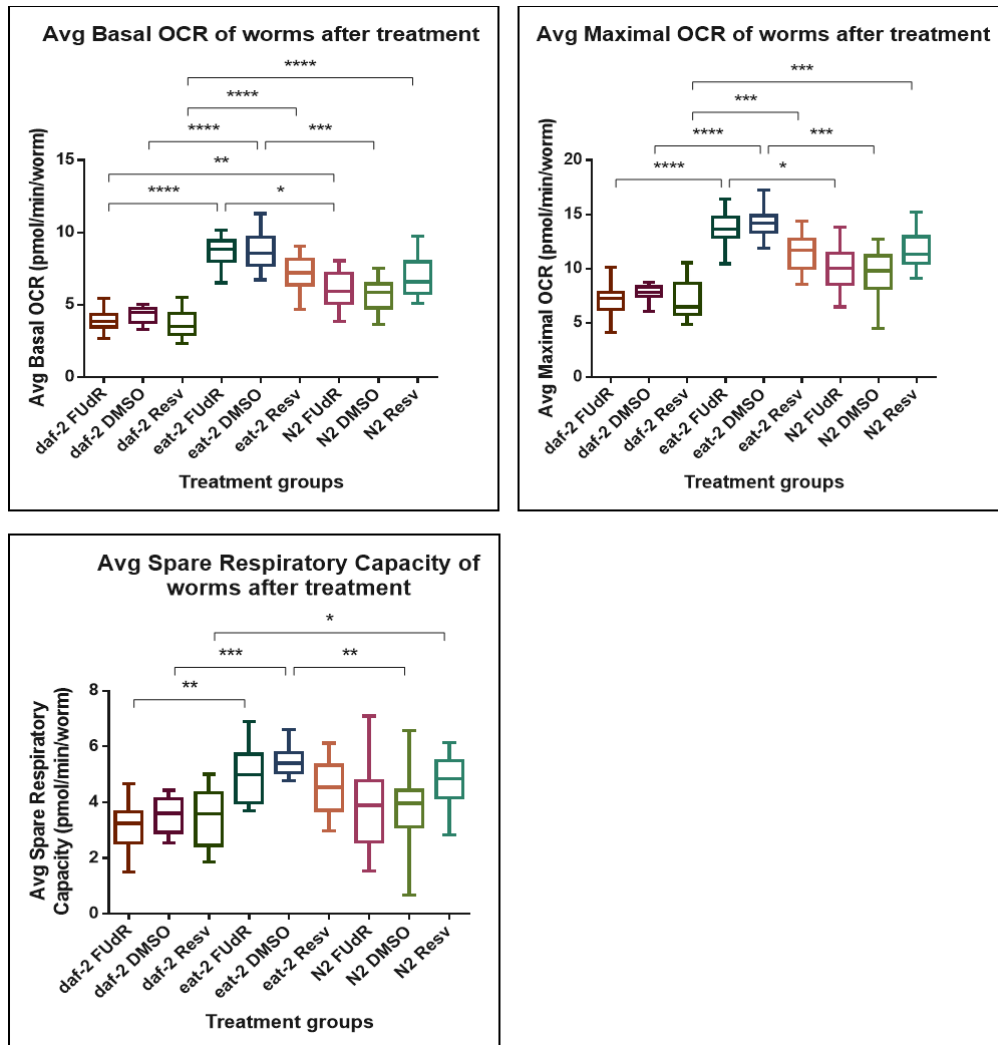 Avg Basal OCR of worms after treatment
****
****
****
***
**
****
*
Avg Basal OCR (pmol/min/worm)
15
10
5
0
daf-2 FUdR
daf-2 DMSO
daf-2 Resv
eat-2 FUdR
eat-2 DMSO
eat-2 Resv
N2 FUdR
N2 DMSO
N2 Resv
Treatment groups
Avg Maximal OCR of worms after treatment
***
***
****
***
****
*
Avg Maximal OCR (pmol/min/worm)
20
15
10
5
0
daf-2 FUdR
daf-2 DMSO
daf-2 Resv
eat-2 FUdR
eat-2 DMSO
eat-2 Resv
N2 FUdR
N2 DMSO
N2 Resv
Treatment groups
Avg Spare Respiratory Capacity of
worms after treatment
*
***
**
**
Avg Spare Respiratory
Capacity (pmol/min/worm)
8
6
4
2
0
daf-2 FUdR
daf-2 DMSO
daf-2 Resv
eat-2 FUdR
eat-2 DMSO
eat-2 Resv
N2 FUdR
N2 DMSO
N2 Resv
Treatment groups